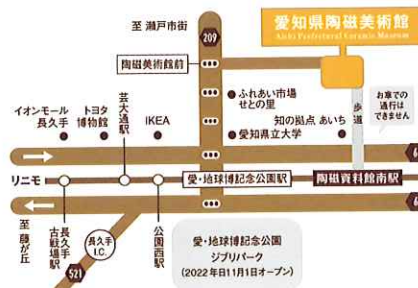 至 瀬戸市街
209
愛知県陶磁美術館
Aichi Prefectural Ceramic Museum
陶磁美術館前
ふれあい市場
せとの里
お車での
通行は
できません
歩道
イオンモール
長久手
トヨタ
博物館
芸大通駅
IKEA
知の拠点 あいち
愛知県立大学
6
リニモ
愛・地球博記念公園駅
陶磁資料館南駅
6
至 藤が丘
長久手
古戦場駅
長久手
I.C.
公園西駅
521
愛・地球博記念公園
ジブリパーク
(2022年日11月1日オープン)